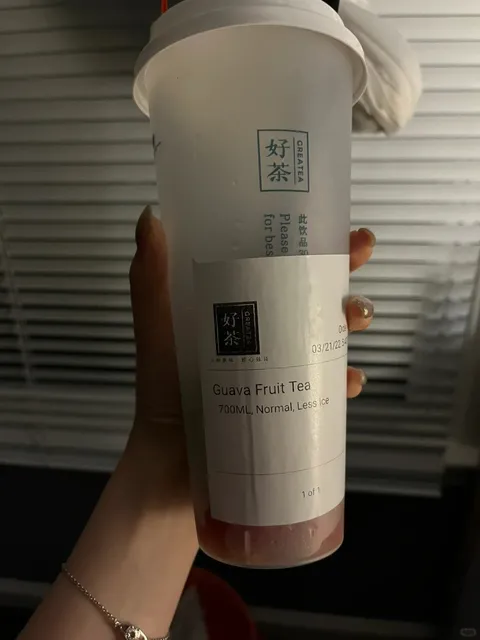 好茶
CREATEA
此饮品
Please
for bes
好茶
CREATEA
Guava Fruit Tea
700ML, Normal, Less Ice
03/21/22
1 of 1